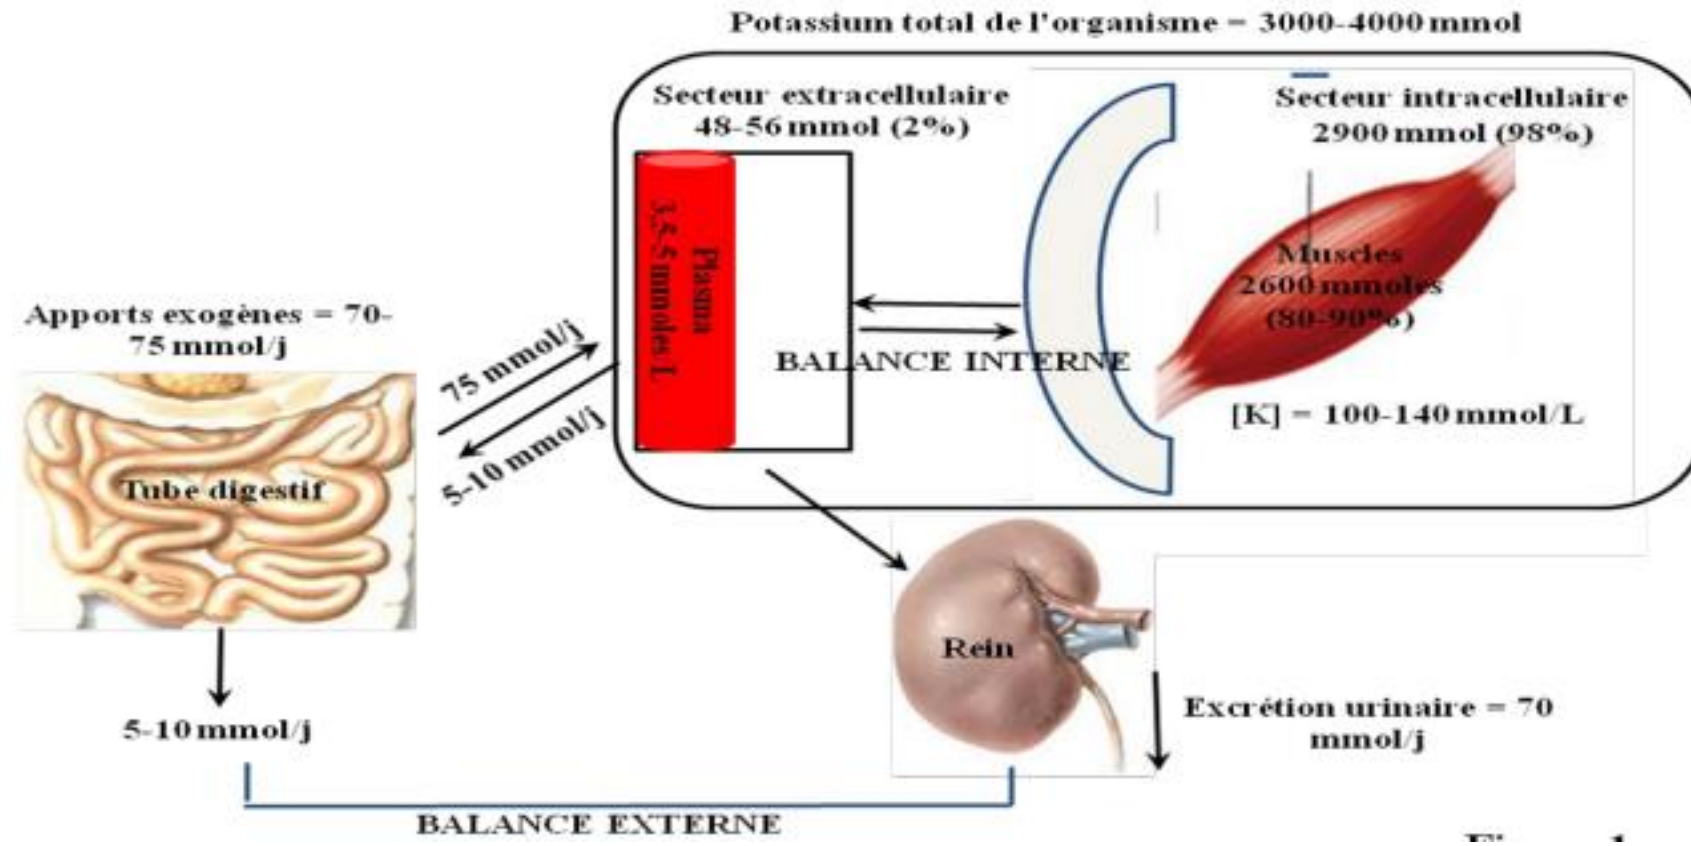 Potassium total de l'organisme = 3000-4000 mmol
Secteur extracellulaire
48-56 mmol (2%)
Secteur intracellulaire
2900 mmol (98%)
Plasma
3,5-5 mmoles/L
Muscles
2600 mmoles
(80-90%)
[K] = 100-140 mmol/L
BALANCE INTERNE
Apports exogènes = 70-
75 mmol/j
75 mmol/j
5-10 mmol/j
Tube digestif
5-10 mmol/j
Rein
Excrétion urinaire = 70
mmol/j
BALANCE EXTERNE